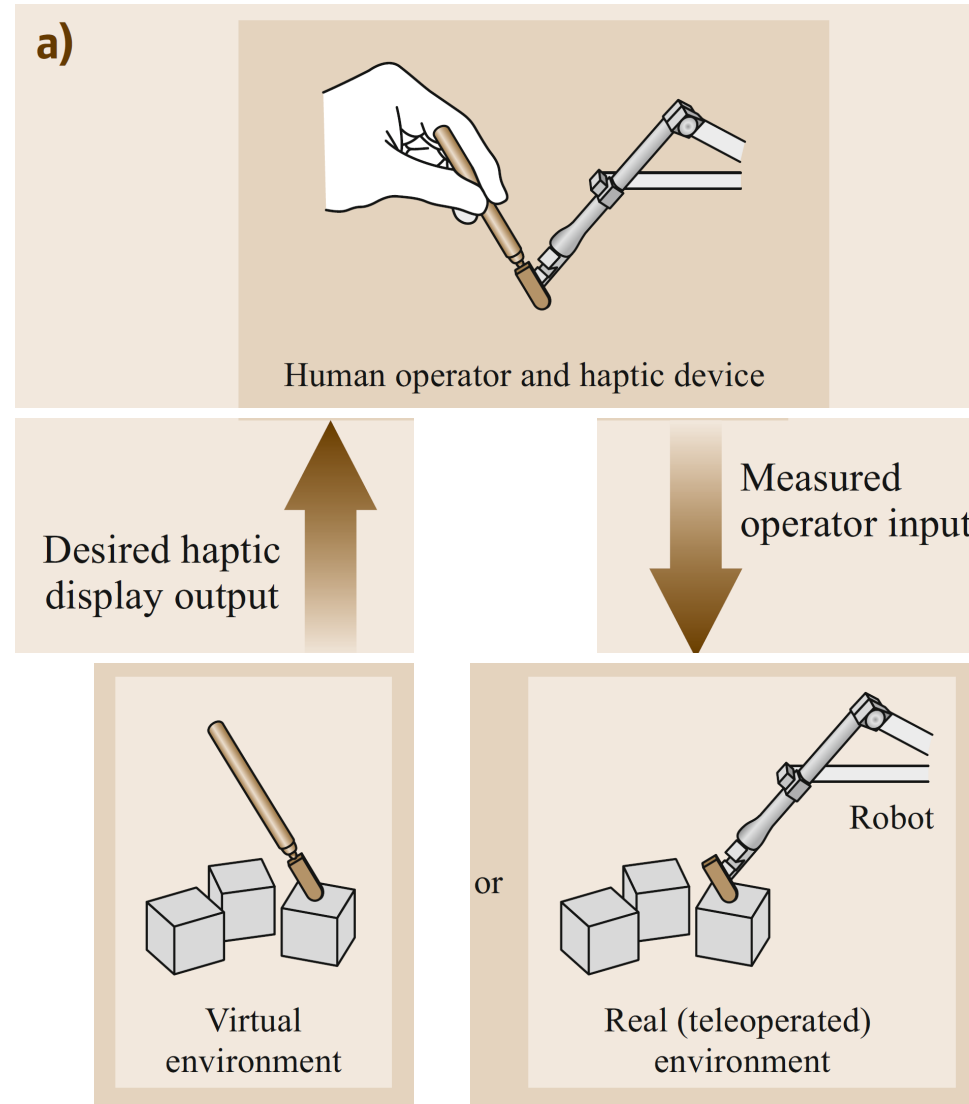 a)
Human operator and haptic device
Desired haptic
display output
Measured
operator input
Robot
or
Virtual
environment
Real (teleoperated)
environment